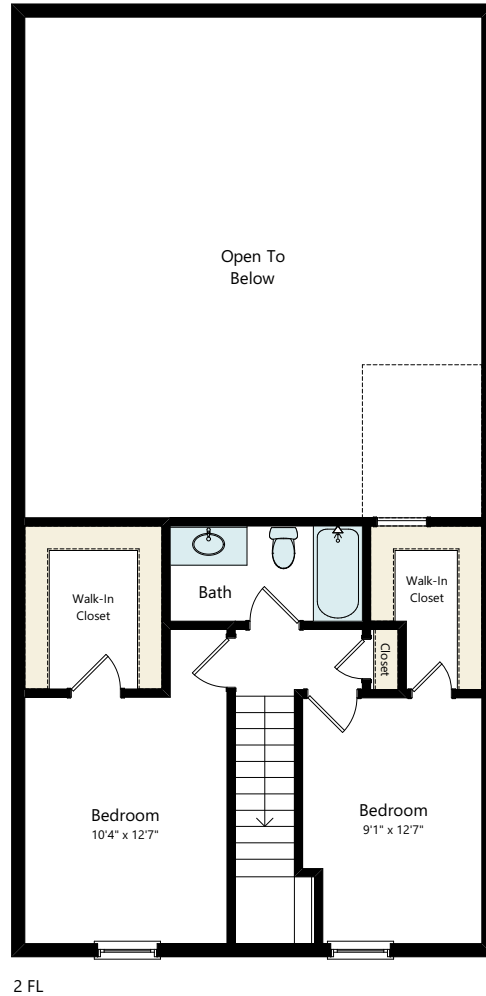 Open To
Below
Bath
Walk-In
Closet
Walk-In
Closet
Closet
Bedroom
10'4" x 12'7"
Bedroom
9'1" x 12'7"
2 FL